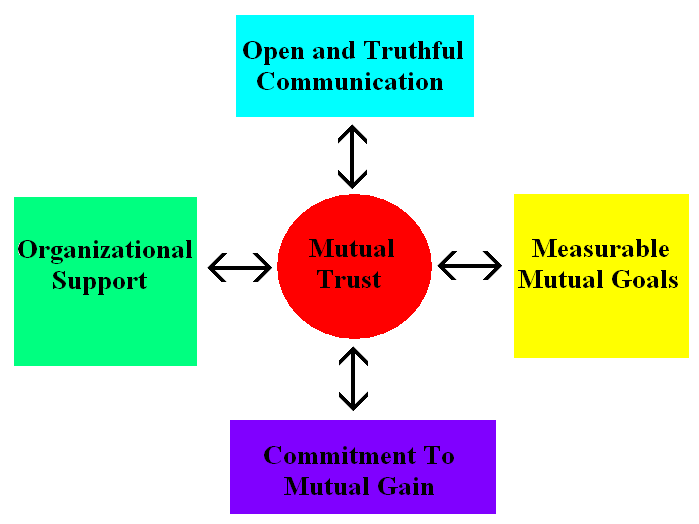 Open and Truthful
Communication
Organizational
Support
Mutual
Trust
Measurable
Mutual Goals
Commitment To
Mutual Gain